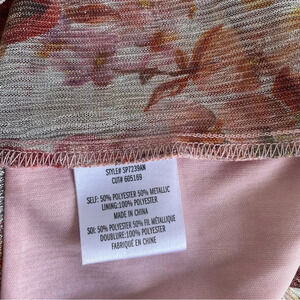 STYLE# SP7239AN
CUT# 605169
SELF: 50% POLYESTER 50% METALLIC
LINING: 100% POLYESTER
MADE IN CHINA
SOI: 50% POLYESTER 50% FIL MÉTALLIQUE
DOUBLURE: 100% POLYESTER
FABRIQUÉ EN CHINE